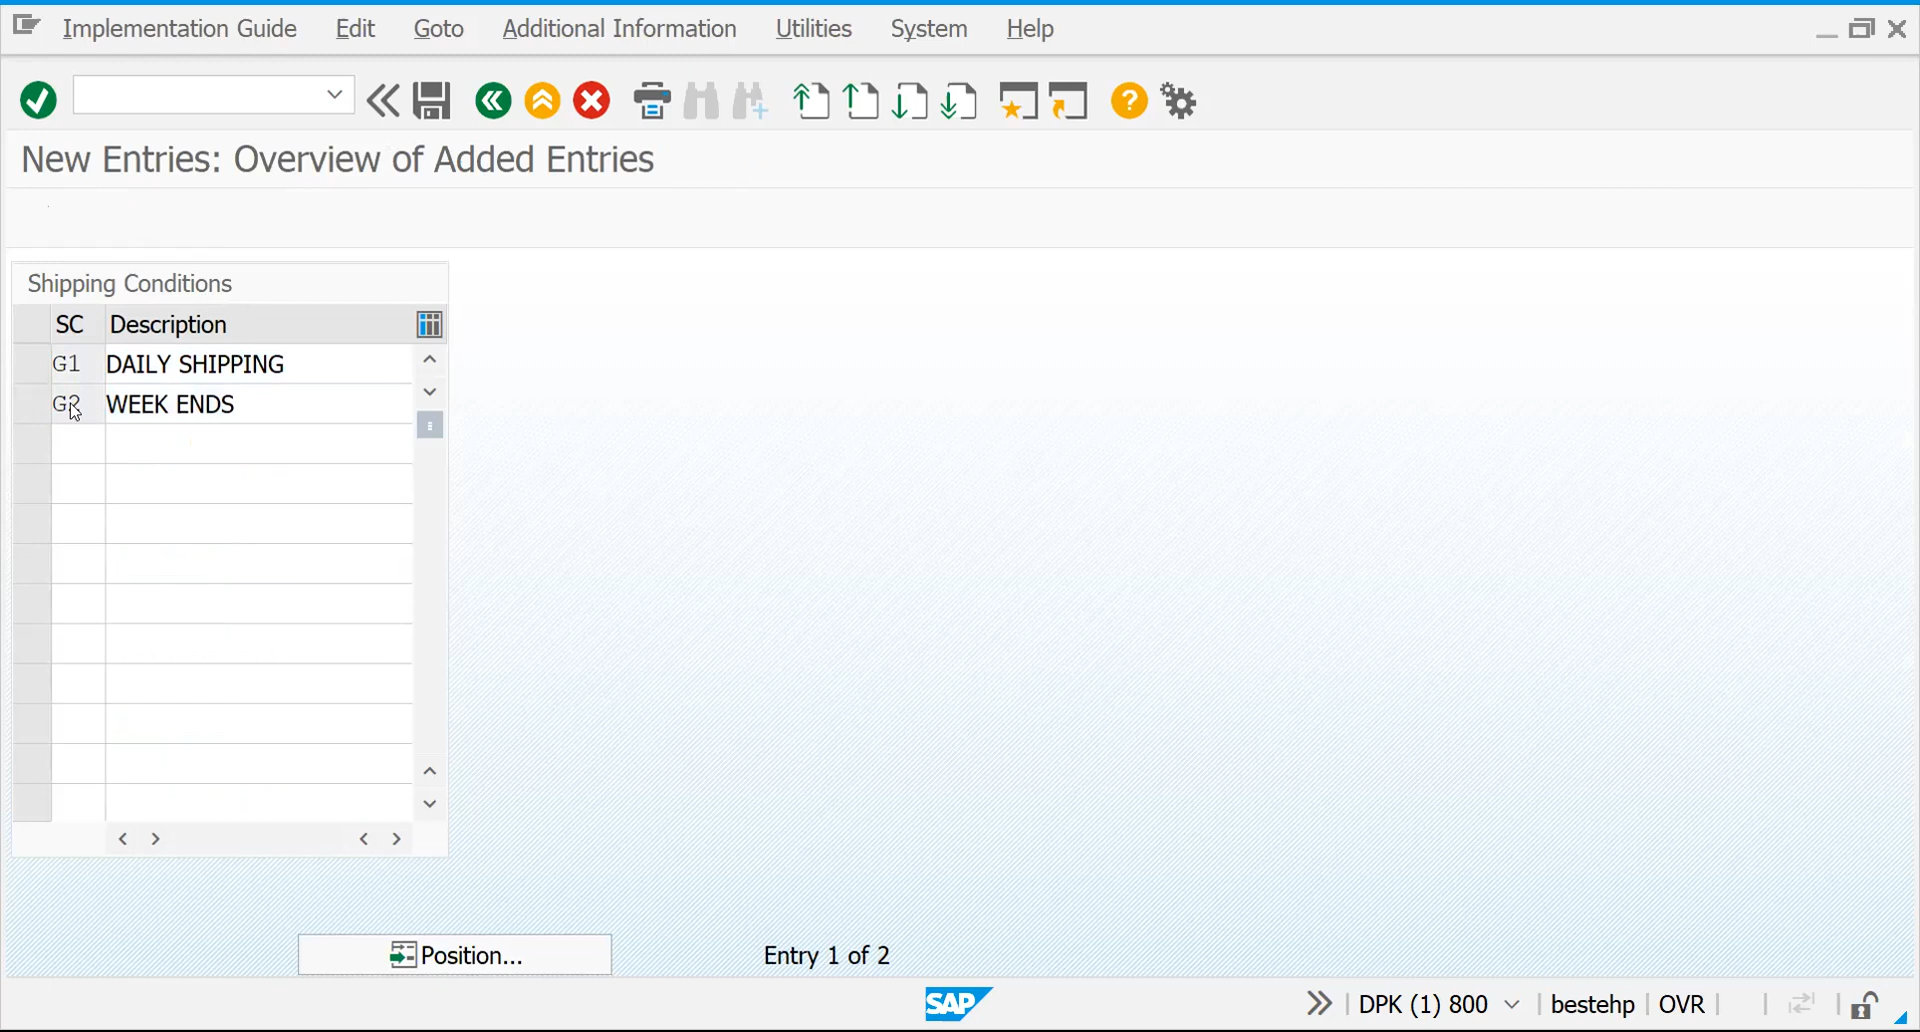 Implementation Guide Edit Goto Additional Information Utilities System Help
New Entries: Overview of Added Entries
Shipping Conditions
SC Description
G1 DAILY SHIPPING
G2 WEEK ENDS
Position... Entry 1 of 2
SAP DPK (1) 800 bestehp OVR